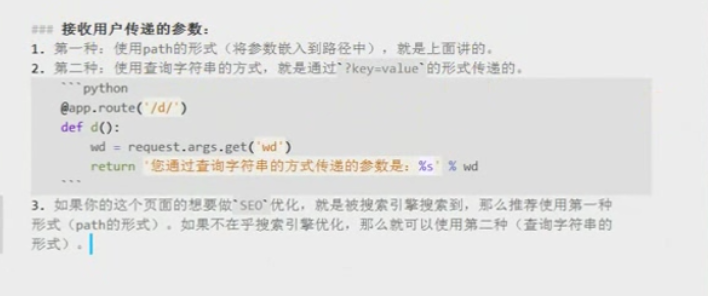 ### 接收用户传递的参数：
1. 第一种：使用path的形式（将参数嵌入到路径中），就是上面讲的。
2. 第二种：使用查询字符串的方式，就是通过`?key=value`的形式传递的。
```python
@app.route('/d/')
def d():
    wd = request.args.get('wd')
    return '您通过查询字符串的方式传递的参数是：%s' % wd
```
3. 如果你的这个页面的想要做`SEO`优化，就是被搜索引擎搜索到，那么推荐使用第一种
形式（path的形式）。如果不在乎搜索引擎优化，那么就可以使用第二种（查询字符串的
形式）。